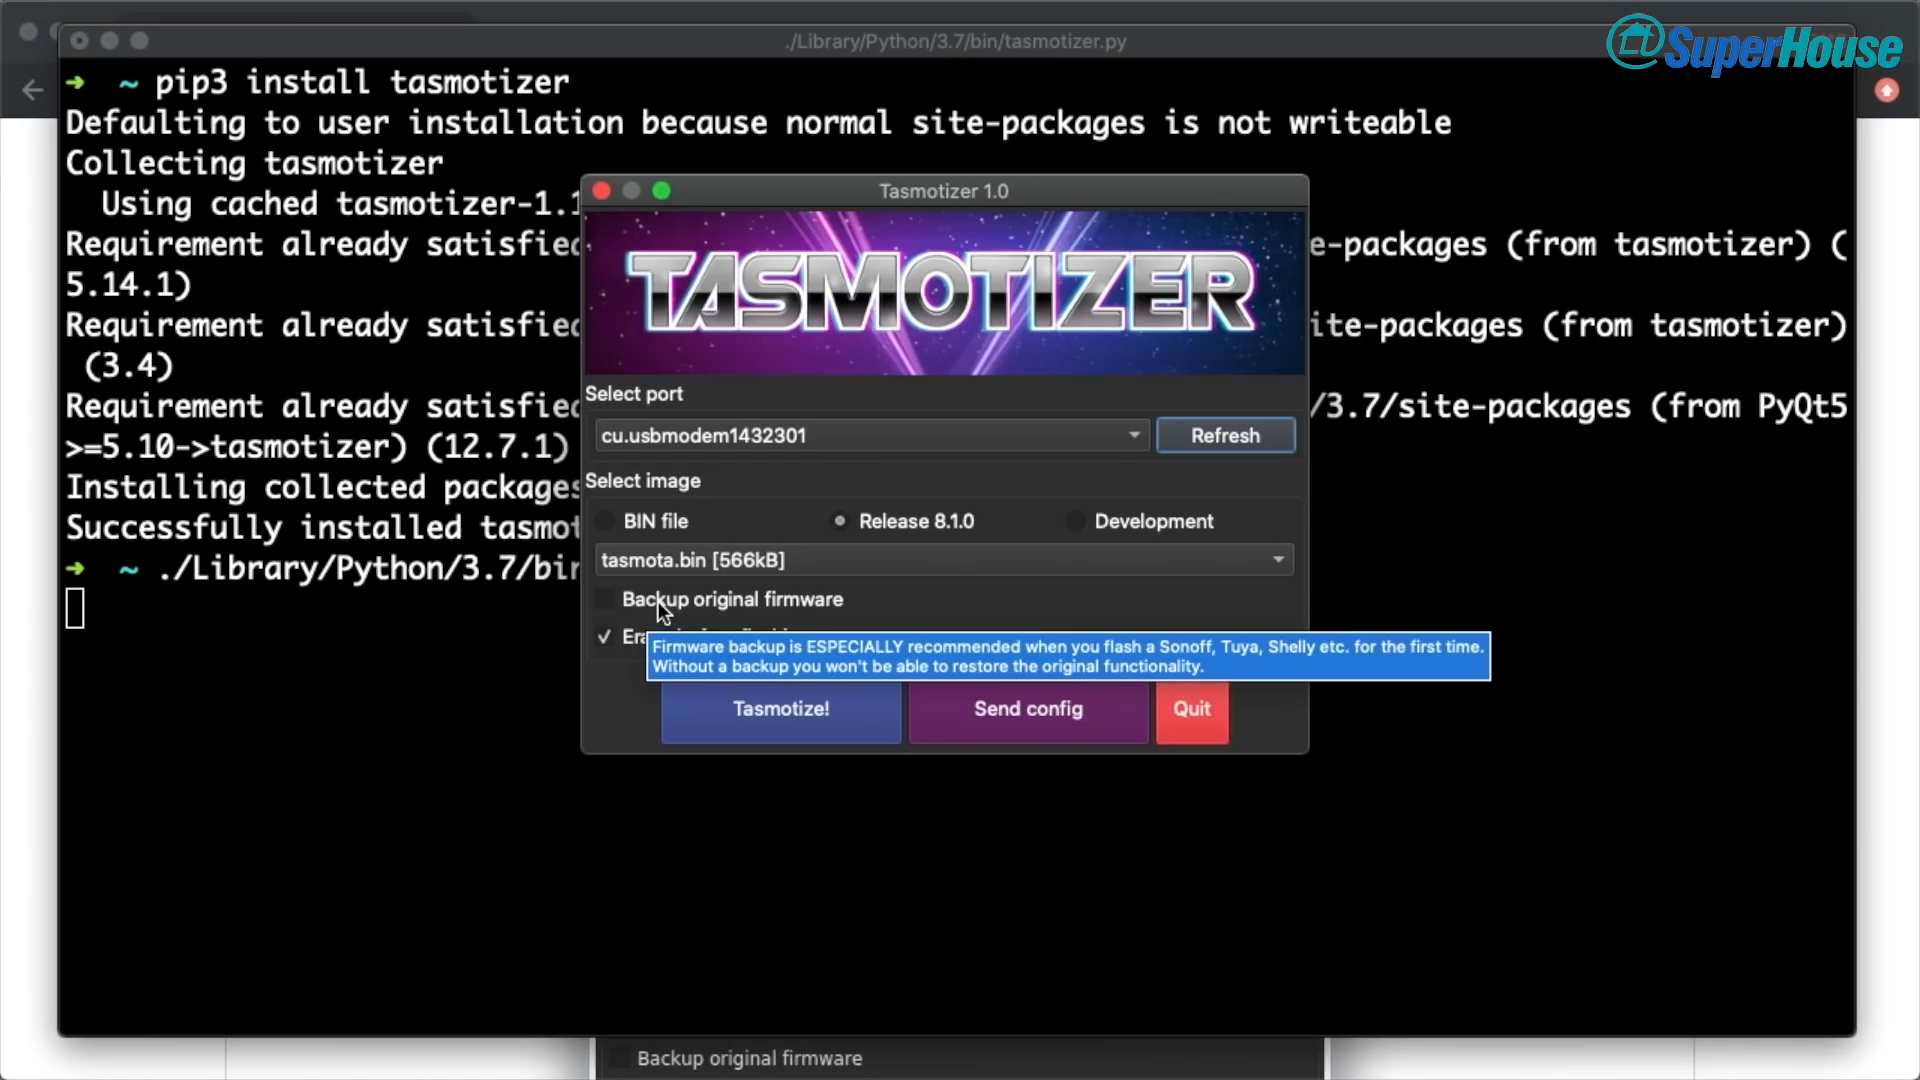 ./Library/Python/3.7/bin/tasmotizer.py
SuperHouse
➜ ~ pip3 install tasmotizer
Defaulting to user installation because normal site-packages is not writeable
Collecting tasmotizer
Using cached tasmotizer-1.1
Requirement already satisfied
e-packages (from tasmotizer) (
5.14.1)
Requirement already satisfied
ite-packages (from tasmotizer)
(3.4)
Requirement already satisfied
/3.7/site-packages (from PyQt5
>=5.10->tasmotizer) (12.7.1)
Installing collected packages
Successfully installed tasmot
➜ ~ ./Library/Python/3.7/bin
Tasmotizer 1.0
TASMOTIZER
Select port
cu.usbmodem1432301
Refresh
Select image
BIN file
Release 8.1.0
Development
tasmota.bin [566kB]
Backup original firmware
Firmware backup is ESPECIALLY recommended when you flash a Sonoff, Tuya, Shelly etc. for the first time.
Without a backup you won't be able to restore the original functionality.
Tasmotize!
Send config
Quit
Backup original firmware